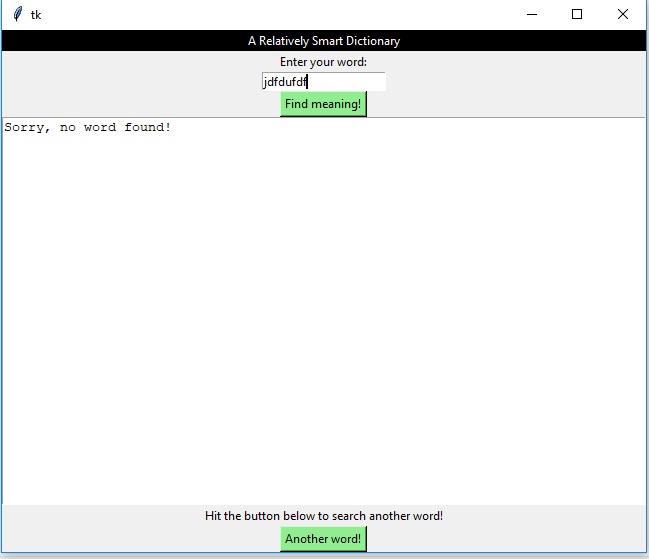 tk
A Relatively Smart Dictionary
Enter your word:
jdfdufdf
Find meaning!
Sorry, no word found!
Hit the button below to search another word!
Another word!